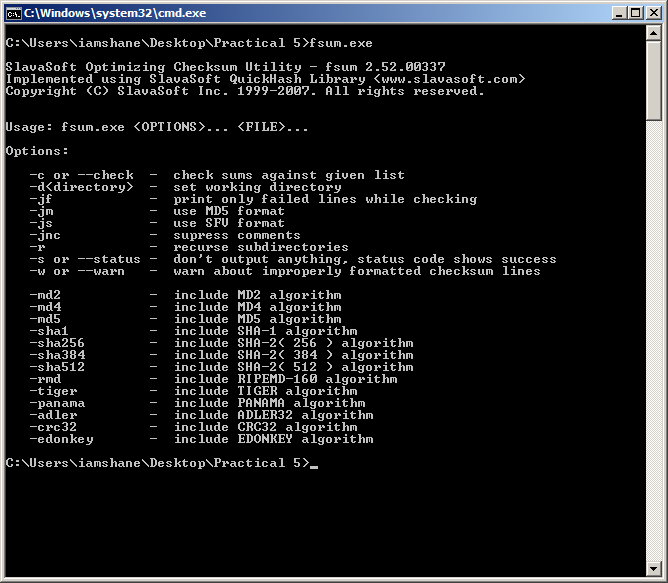 C:\Windows\system32\cmd.exe
C:\Users\iamshane\Desktop\Practical 5>fsum.exe
SlavaSoft Optimizing Checksum Utility - fsum 2.52.00337
Implemented using SlavaSoft QuickHash Library <www.slavasoft.com>
Copyright (C) SlavaSoft Inc. 1999-2007. All rights reserved.
Usage: fsum.exe <OPTIONS>... <FILE>...
Options:
-c or --check - check sums against given list
-d<directory> - set working directory
-jf - print only failed lines while checking
-jm - use MD5 format
-js - use SFV format
-jnc - supress comments
-r - recurse subdirectories
-s or --status - don't output anything, status code shows success
-w or --warn - warn about improperly formatted checksum lines
-md2 - include MD2 algorithm
-md4 - include MD4 algorithm
-md5 - include MD5 algorithm
-sha1 - include SHA-1 algorithm
-sha256 - include SHA-2( 256 ) algorithm
-sha384 - include SHA-2( 384 ) algorithm
-sha512 - include SHA-2( 512 ) algorithm
-rmd - include RIPEMD-160 algorithm
-tiger - include TIGER algorithm
-panama - include PANAMA algorithm
-adler - include ADLER32 algorithm
-crc32 - include CRC32 algorithm
-edonkey - include EDONKEY algorithm
C:\Users\iamshane\Desktop\Practical 5>_